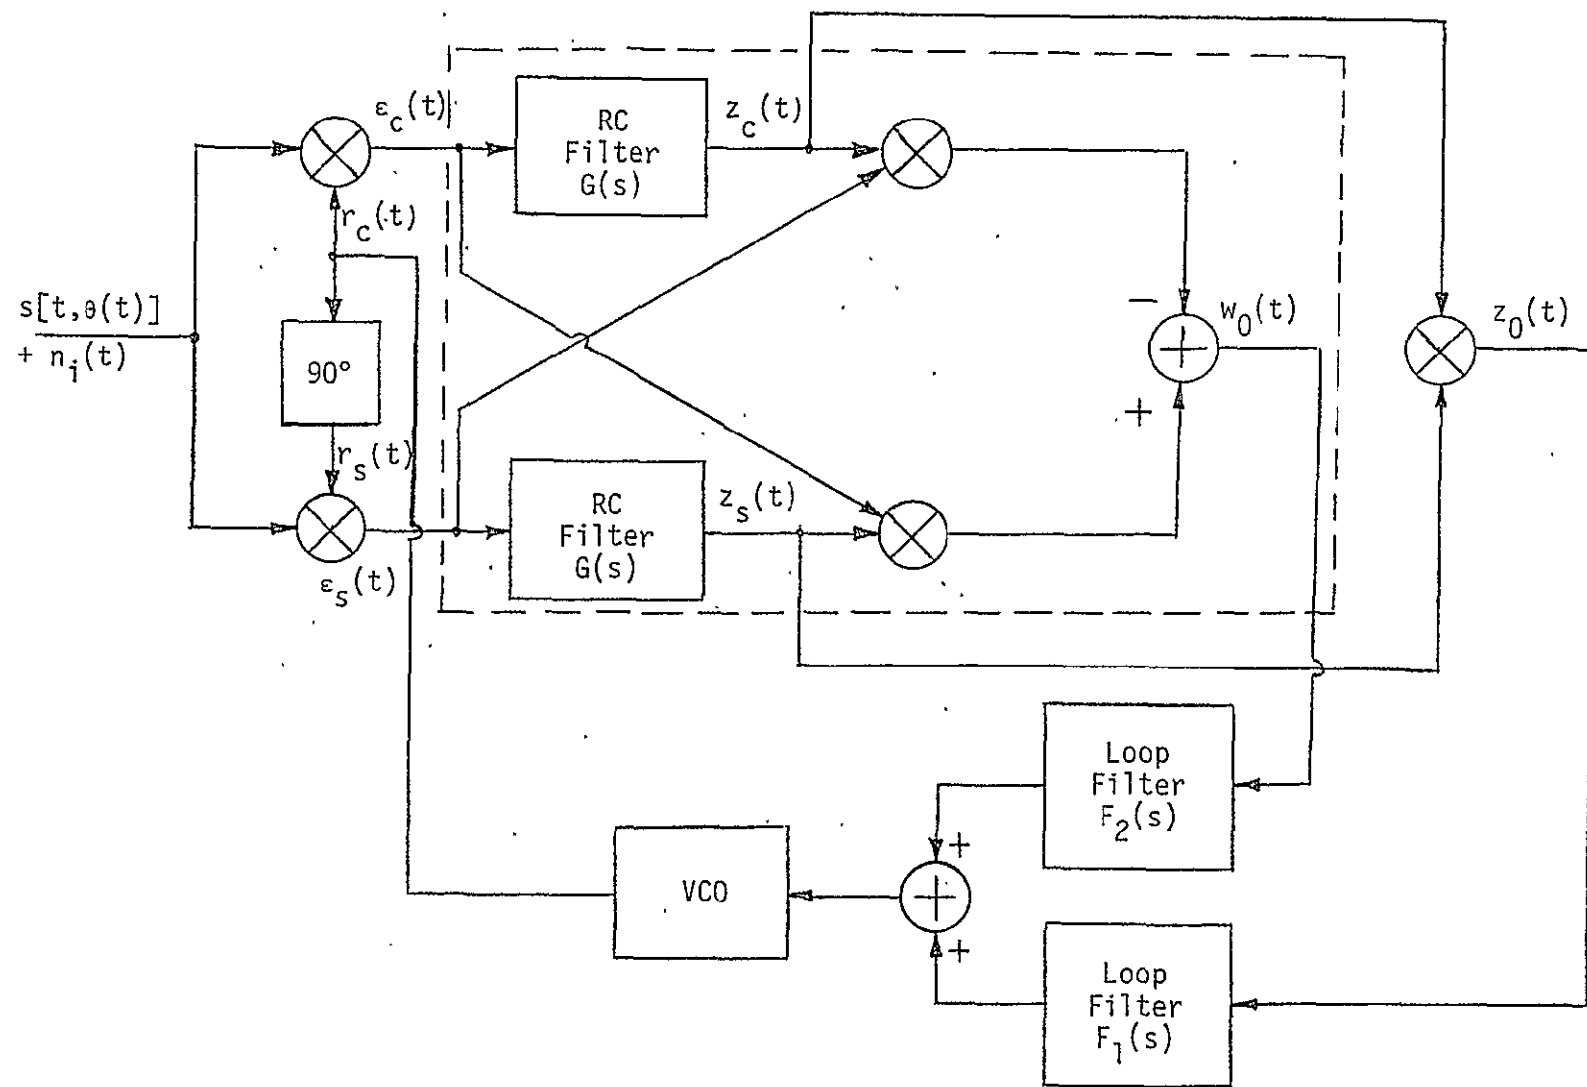 ε_c(t)
RC
Filter
G(s)
z_c(t)
r_c(t)
s[t,θ(t)]
+ n_i(t)
90°
r_s(t)
ε_s(t)
RC
Filter
G(s)
z_s(t)
−
+
w_0(t)
z_0(t)
Loop
Filter
F_2(s)
+
VCO
+
Loop
Filter
F_1(s)